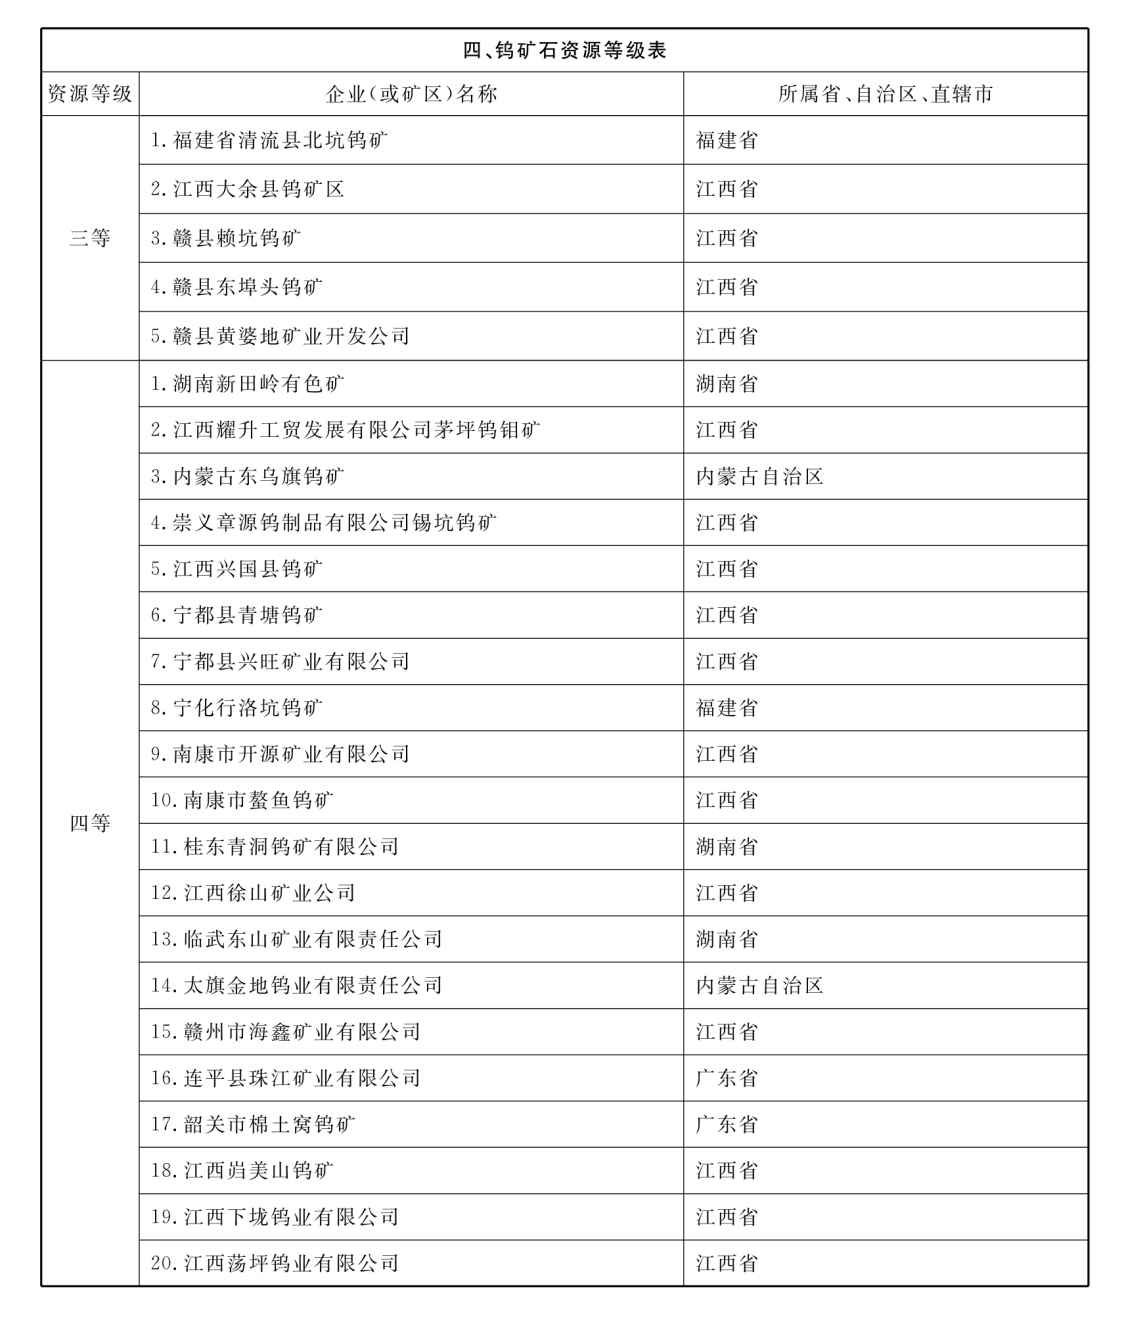 四、钨矿石资源等级表
资源等级 企业(或矿区)名称 所属省、自治区、直辖市
三等
1.福建省清流县北坑钨矿 福建省
2.江西大余县钨矿区 江西省
3.赣县赖坑钨矿 江西省
4.赣县东埠头钨矿 江西省
5.赣县黄婆地矿业开发公司 江西省
四等
1.湖南新田岭有色矿 湖南省
2.江西耀升工贸发展有限公司茅坪钨钼矿 江西省
3.内蒙古东乌旗钨矿 内蒙古自治区
4.崇义章源钨制品有限公司锡坑钨矿 江西省
5.江西兴国县钨矿 江西省
6.宁都县青塘钨矿 江西省
7.宁都县兴旺矿业有限公司 江西省
8.宁化行洛坑钨矿 福建省
9.南康市开源矿业有限公司 江西省
10.南康市螯鱼钨矿 江西省
11.桂东青洞钨矿有限公司 湖南省
12.江西徐山矿业公司 江西省
13.临武东山矿业有限责任公司 湖南省
14.太旗金地钨业有限责任公司 内蒙古自治区
15.赣州市海鑫矿业有限公司 江西省
16.连平县珠江矿业有限公司 广东省
17.韶关市棉土窝钨矿 广东省
18.江西岿美山钨矿 江西省
19.江西下垅钨业有限公司 江西省
20.江西荡坪钨业有限公司 江西省